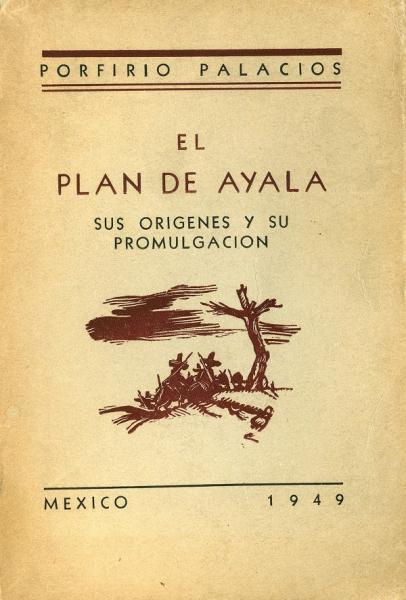 PORFIRIO PALACIOS
EL
PLAN DE AYALA
SUS ORIGENES Y SU
PROMULGACION
MEXICO 1949